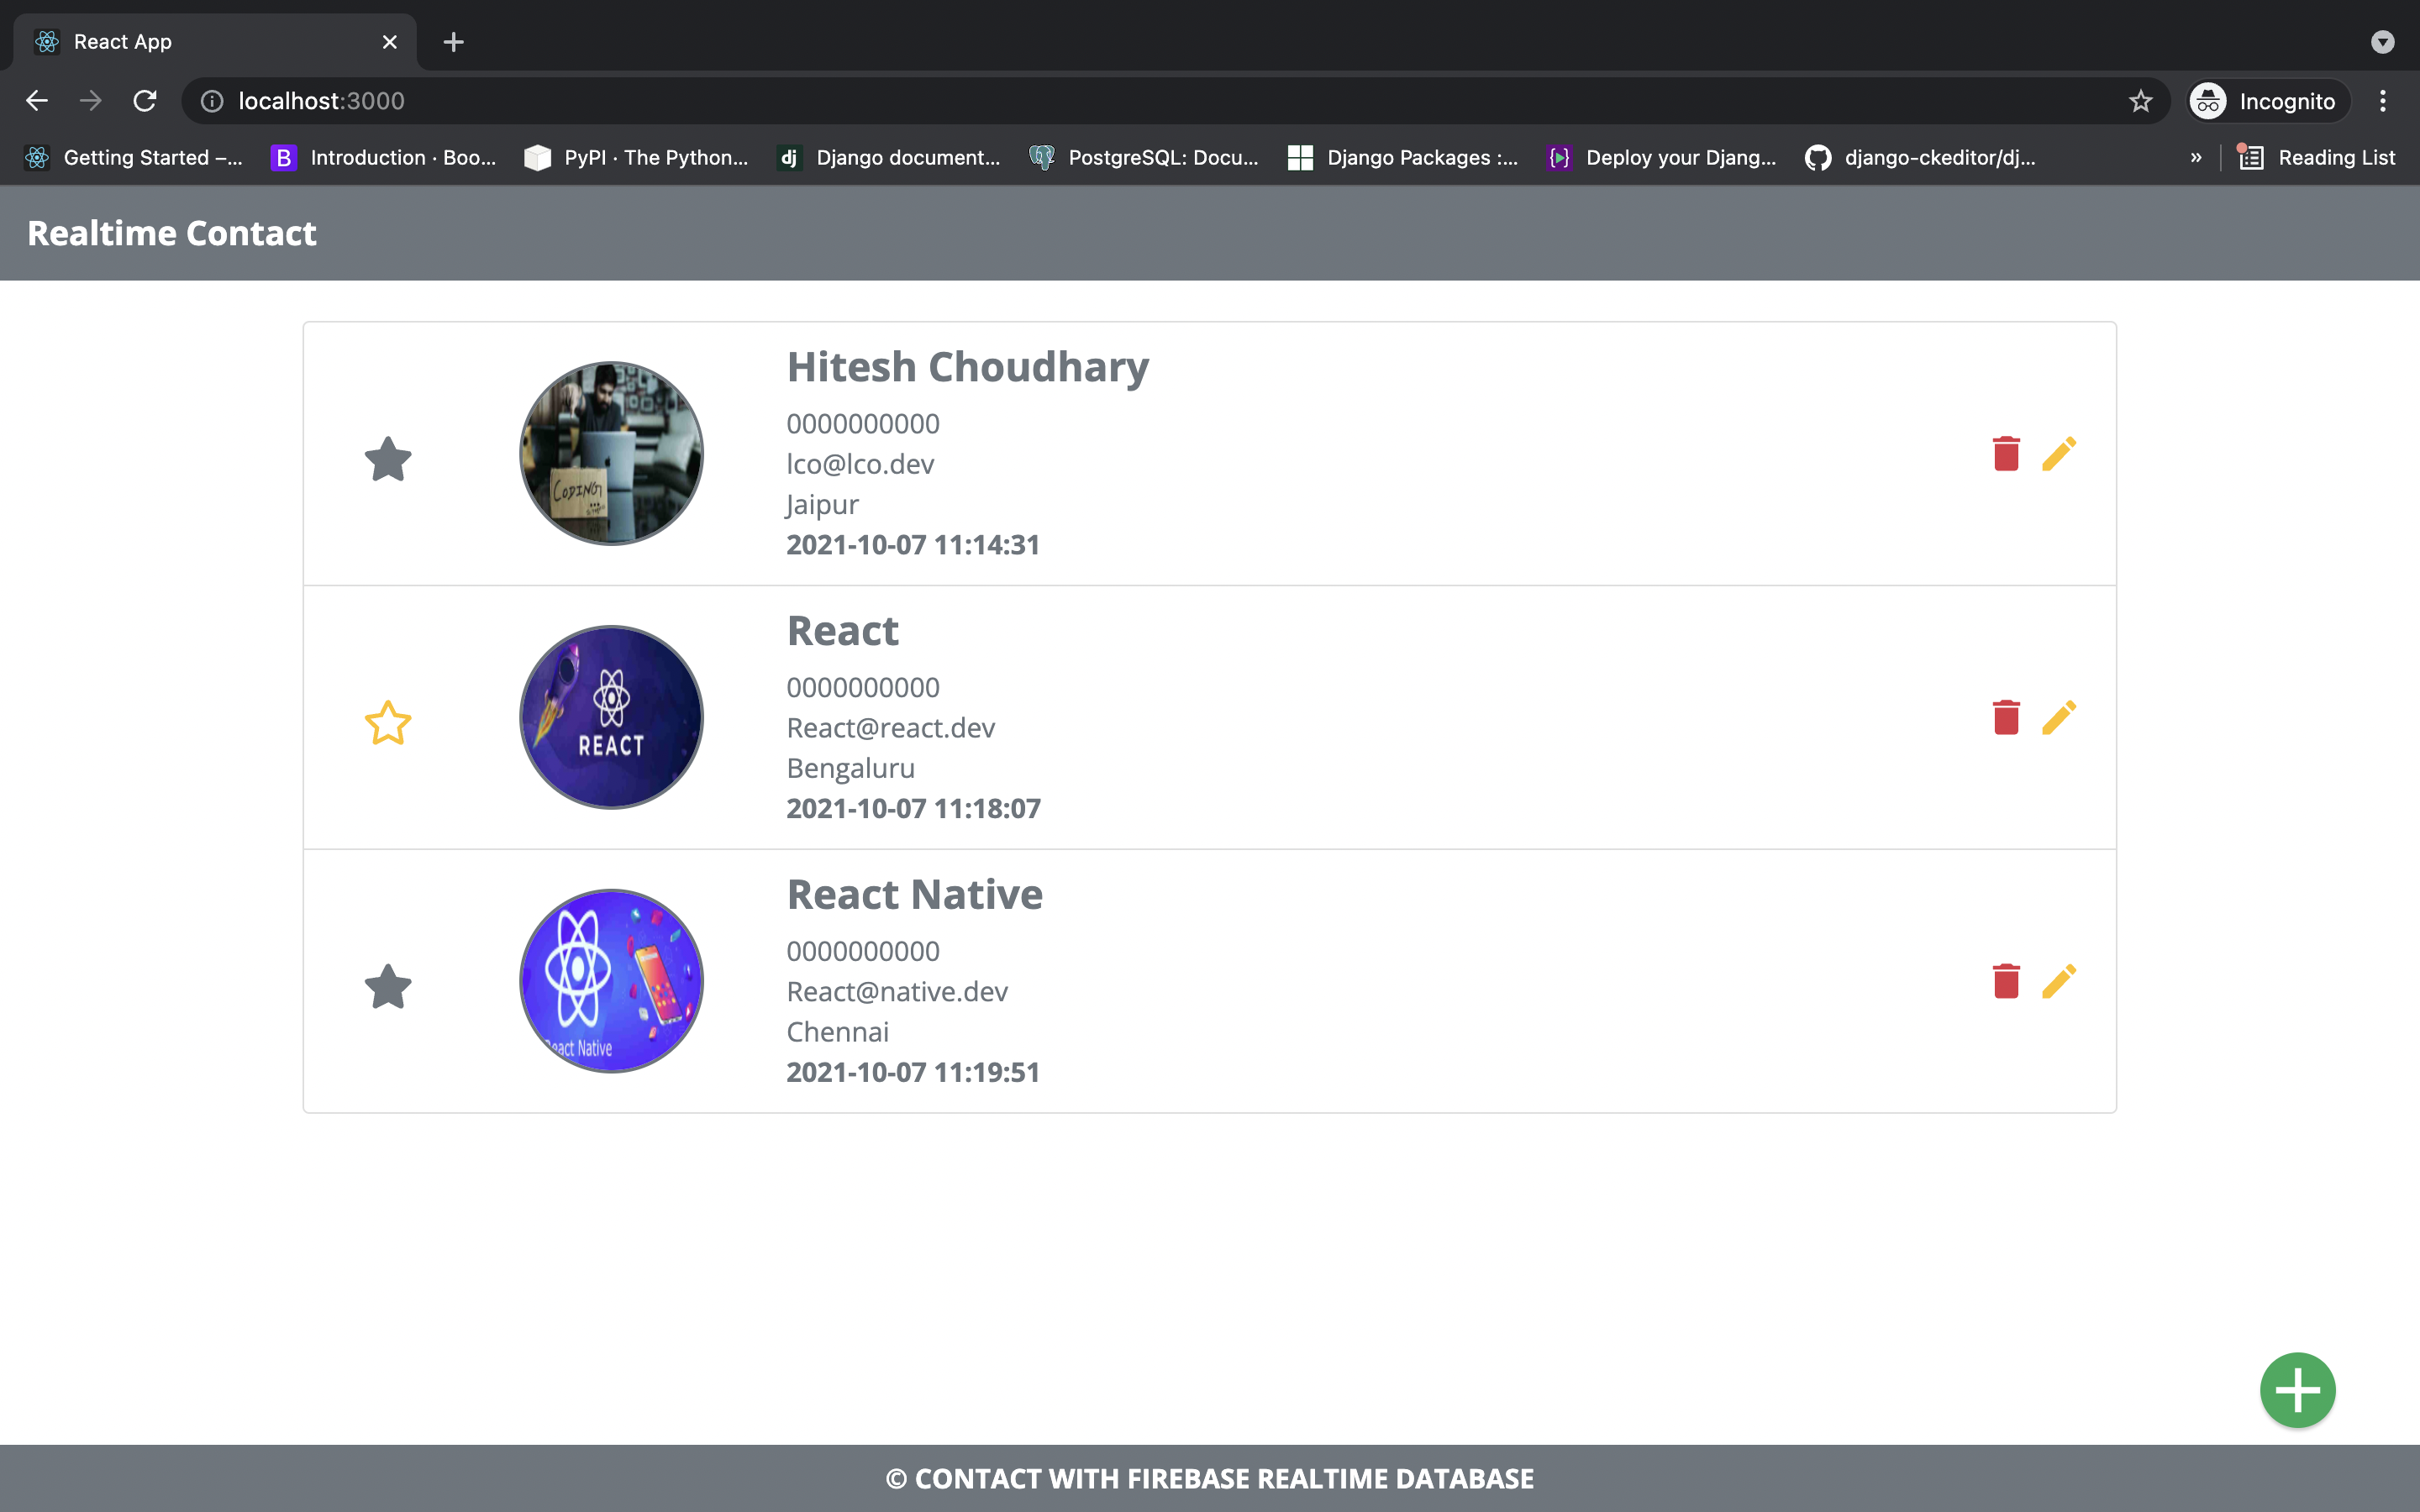 React App
localhost:3000
Incognito
Getting Started –...
B
Introduction · Boo...
PyPI · The Python...
dj
Django document...
PostgreSQL: Docu...
Django Packages :...
Deploy your Djang...
django-ckeditor/dj...
»
Reading List
Realtime Contact
Hitesh Choudhary
0000000000
lco@lco.dev
Jaipur
2021-10-07 11:14:31
CODING
React
0000000000
React@react.dev
Bengaluru
2021-10-07 11:18:07
REACT
React Native
0000000000
React@native.dev
Chennai
2021-10-07 11:19:51
eact Native
© CONTACT WITH FIREBASE REALTIME DATABASE